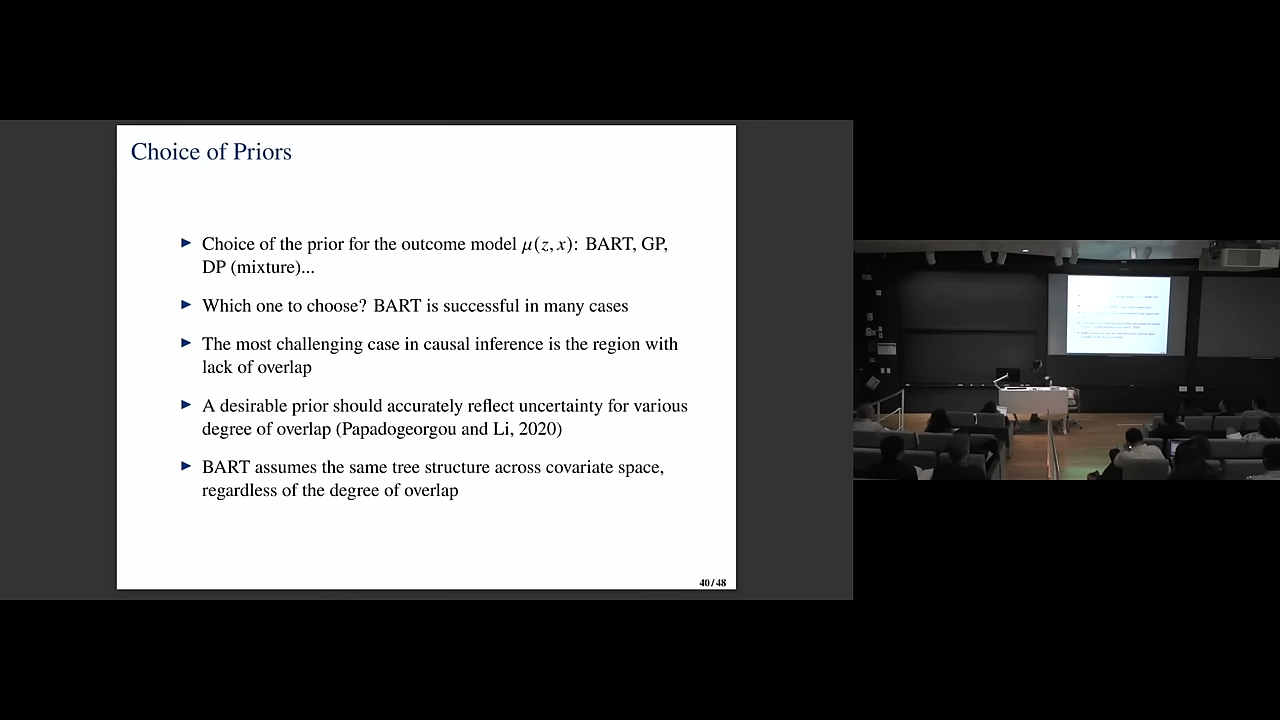 Choice of Priors
► Choice of the prior for the outcome model μ(z, x): BART, GP,
DP (mixture)...
► Which one to choose? BART is successful in many cases
► The most challenging case in causal inference is the region with
lack of overlap
► A desirable prior should accurately reflect uncertainty for various
degree of overlap (Papadogeorgou and Li, 2020)
► BART assumes the same tree structure across covariate space,
regardless of the degree of overlap
40 / 48